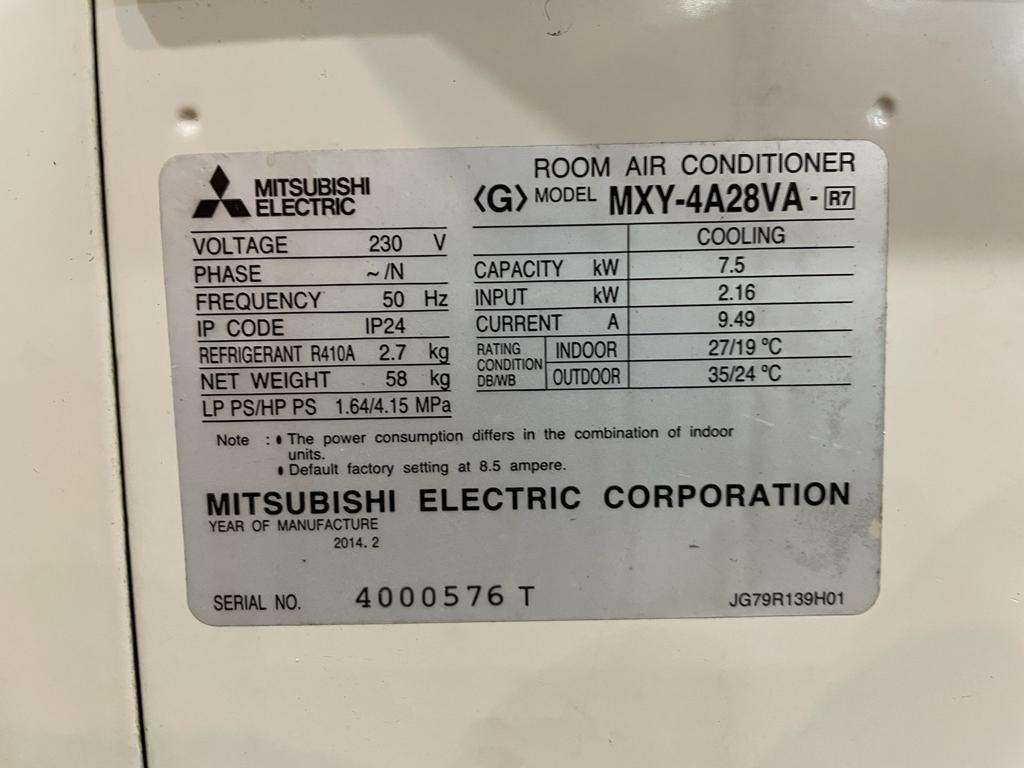 MITSUBISHI
ELECTRIC
ROOM AIR CONDITIONER
〈G〉 MODEL MXY-4A28VA - R7
VOLTAGE 230 V
PHASE ~/N
FREQUENCY 50 Hz
IP CODE IP24
REFRIGERANT R410A 2.7 kg
NET WEIGHT 58 kg
LP PS/HP PS 1.64/4.15 MPa
COOLING
CAPACITY kW 7.5
INPUT kW 2.16
CURRENT A 9.49
RATING CONDITION DB/WB
INDOOR 27/19 °C
OUTDOOR 35/24 °C
Note : • The power consumption differs in the combination of indoor
units.
• Default factory setting at 8.5 ampere.
MITSUBISHI ELECTRIC CORPORATION
YEAR OF MANUFACTURE
2014. 2
SERIAL NO. 4000576 T
JG79R139H01